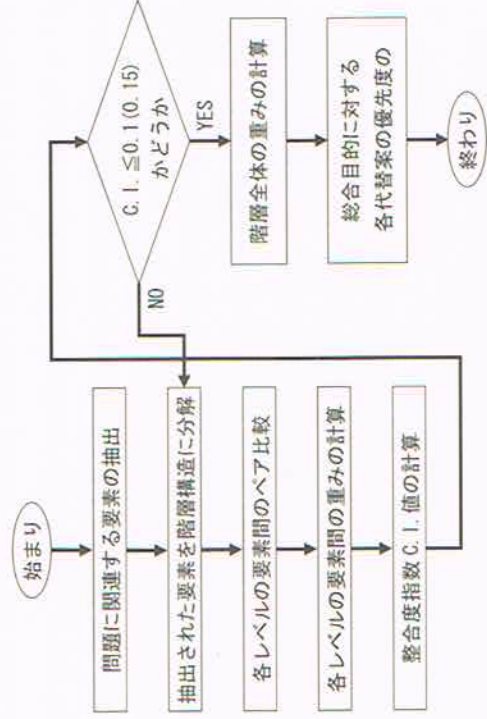 始まり
問題に関連する要素の抽出
抽出された要素を階層構造に分解
各レベルの要素間のペア比較
各レベルの要素間の重みの計算
整合度指数 C. I. 値の計算
C. I. ≦0.1(0.15)
かどうか
NO
YES
階層全体の重みの計算
総合目的に対する
各代替案の優先度の
終わり